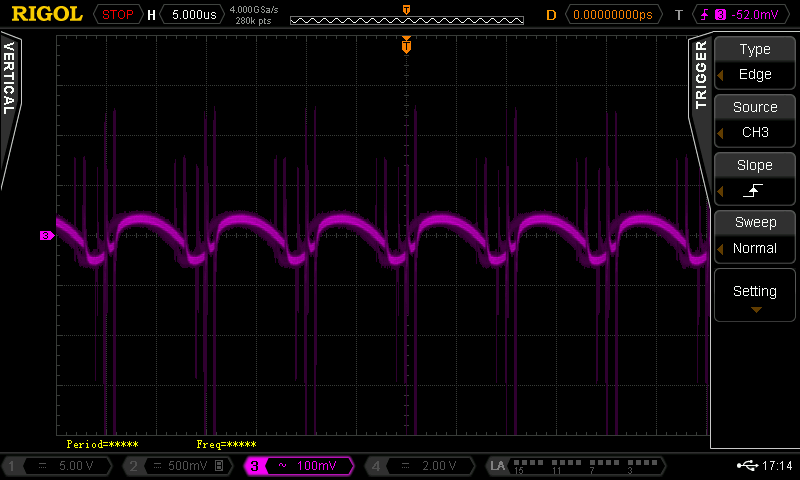 RIGOL STOP H 5.000us 4.000GSa/s 280k pts D 0.00000000ps T 3 -52.0mV
T
T
VERTICAL
TRIGGER
Type
Edge
Source
CH3
Slope
Sweep
Normal
Setting
3
Period=***** Freq=*****
1 5.00 V 2 500mV 3 ~ 100mV 4 2.00 V LA 15 11 7 3 17:14